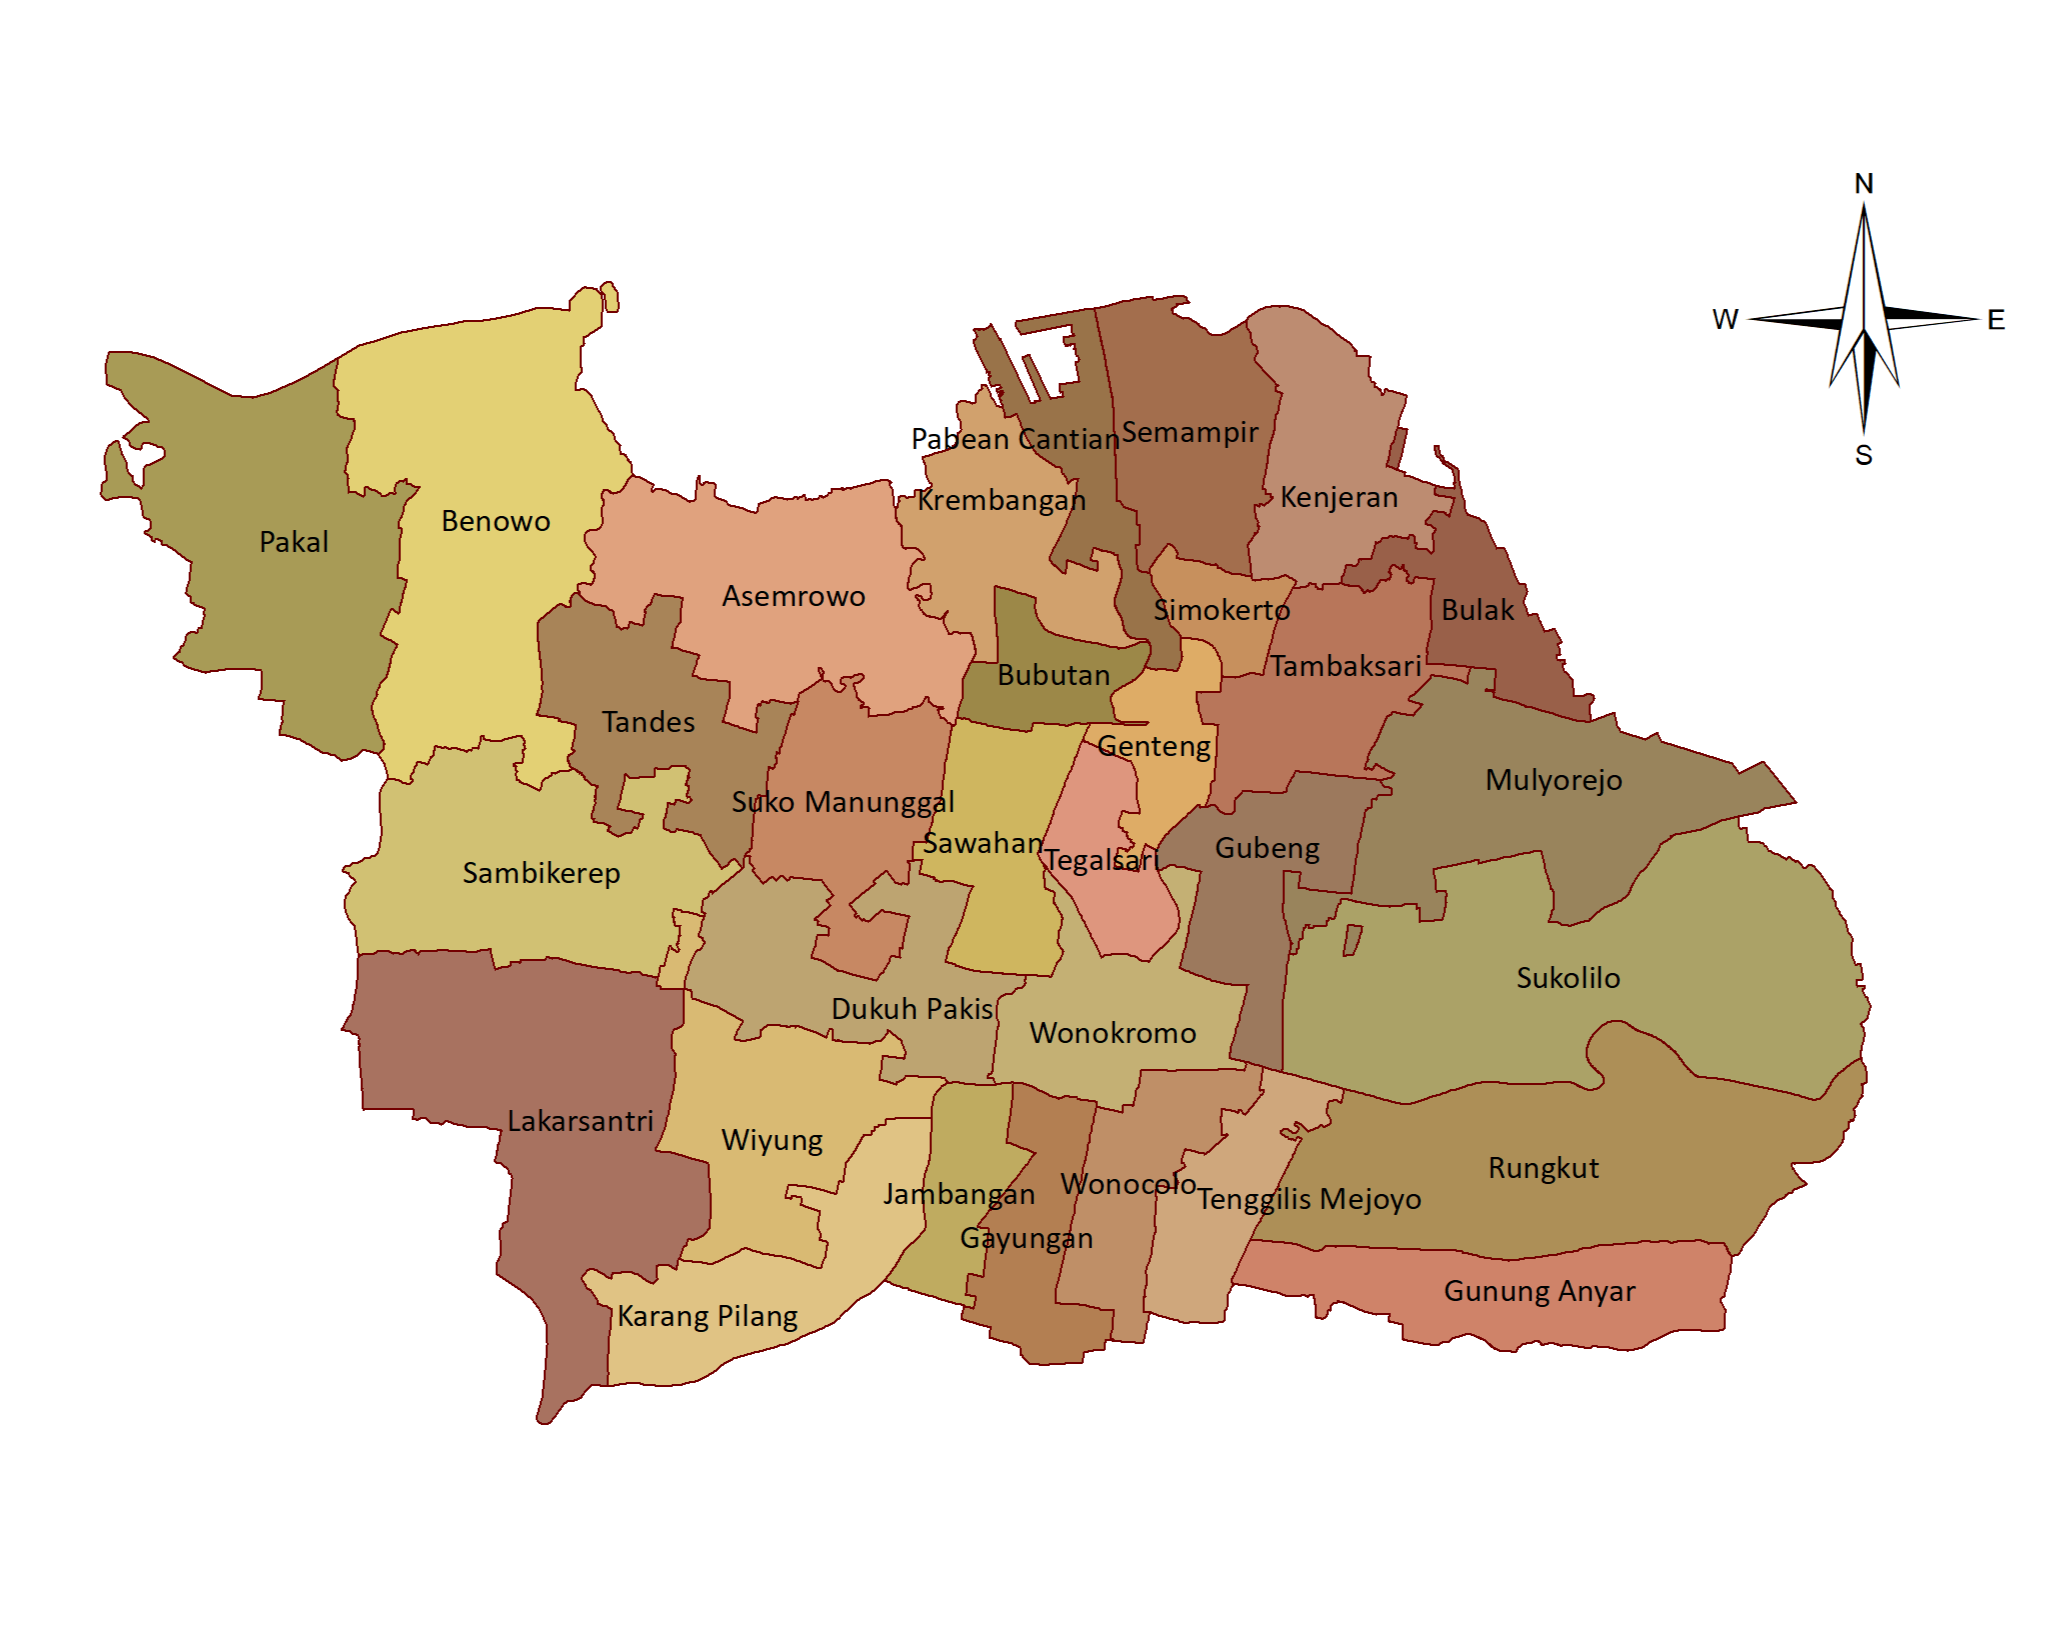 N
W
E
S
Pabean Cantian
Semampir
Krembangan
Kenjeran
Benowo
Pakal
Asemrowo
Simokerto
Bulak
Tambaksari
Bubutan
Tandes
Genteng
Mulyorejo
Suko Manunggal
Sawahan
Gubeng
Tegalsari
Sambikerep
Sukolilo
Dukuh Pakis
Wonokromo
Lakarsantri
Wiyung
Rungkut
Wonocolo
Jambangan
Tenggilis Mejoyo
Gayungan
Gunung Anyar
Karang Pilang